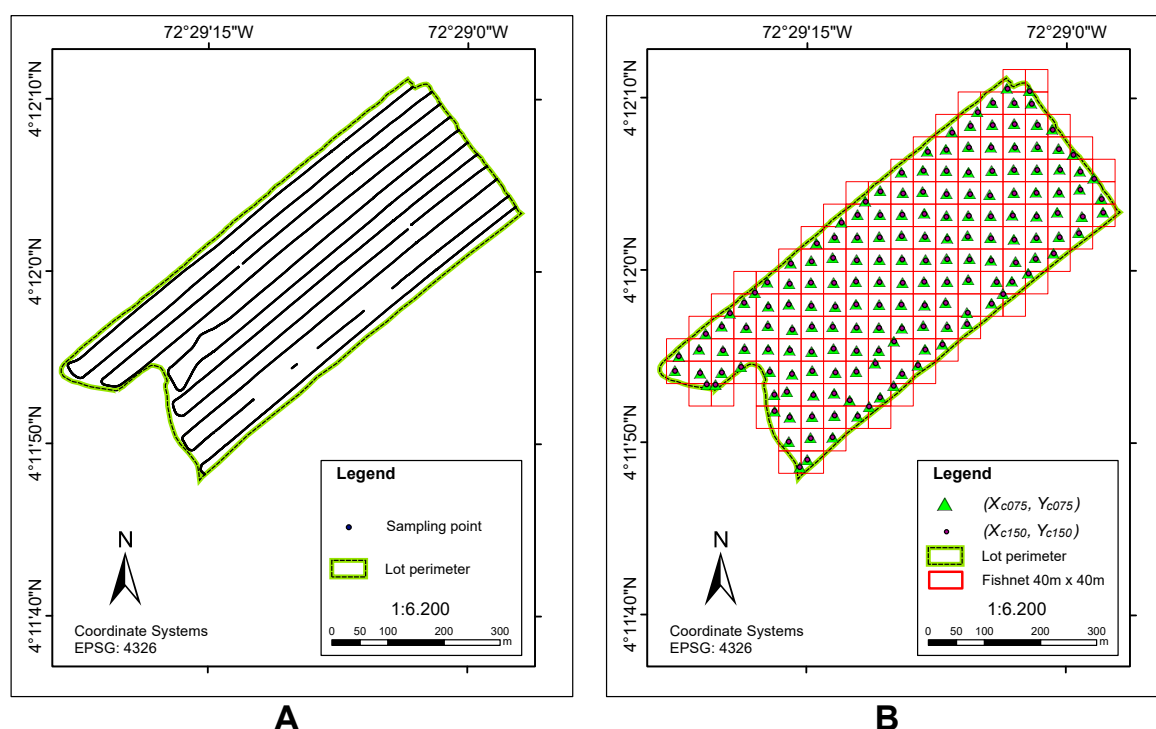 72°29'15"W 72°29'0"W
4°12'10"N
4°12'0"N
4°11'50"N
4°11'40"N
Legend
Sampling point
Lot perimeter
1:6.200
0 50 100 200 300
m
N
Coordinate Systems
EPSG: 4326
A
72°29'15"W 72°29'0"W
4°12'10"N
4°12'0"N
4°11'50"N
4°11'40"N
Legend
(Xc075, Yc075)
(Xc150, Yc150)
Lot perimeter
Fishnet 40m x 40m
1:6.200
0 50 100 200 300
m
N
Coordinate Systems
EPSG: 4326
B